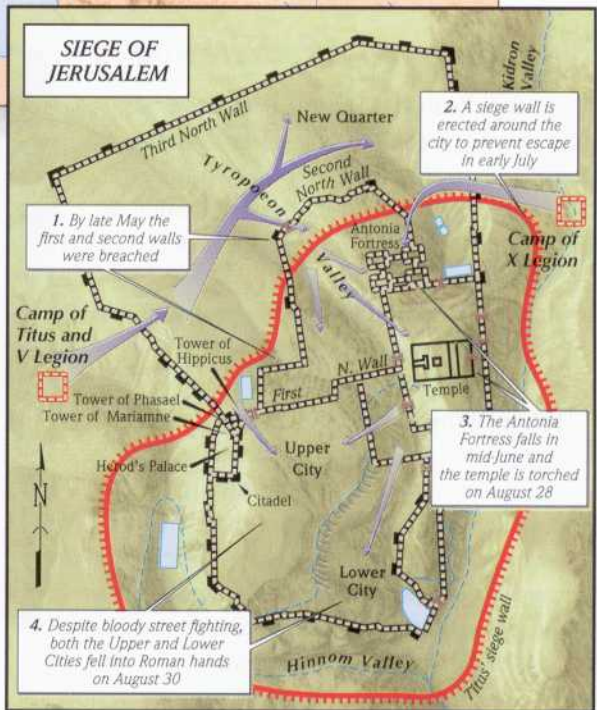 SIEGE OF
JERUSALEM
Kidron
Valley
New Quarter
Third North Wall
Second
North Wall
Tyropoeon
Valley
2. A siege wall is
erected around the
city to prevent escape
in early July
1. By late May the
first and second walls
were breached
Antonia
Fortress
Camp of
X Legion
Camp of
Titus and
V Legion
Tower of
Hippicus
First
N. Wall
Temple
Tower of Phasael
Tower of Mariamne
3. The Antonia
Fortress falls in
mid-June and
the temple is torched
on August 28
Herod's Palace
Upper
City
N
Citadel
Lower
City
4. Despite bloody street fighting,
both the Upper and Lower
Cities fell into Roman hands
on August 30
Hinnom Valley
Titus' siege wall